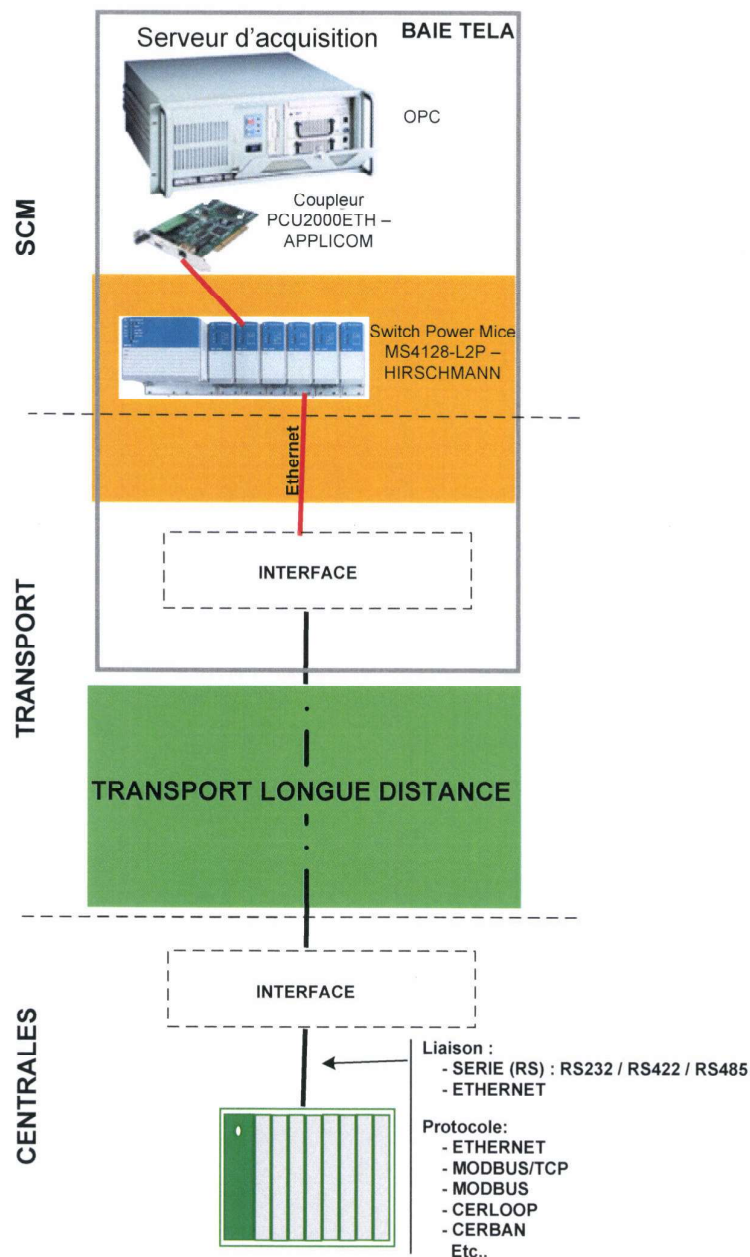 BAIE TELA
Serveur d'acquisition
OPC
Coupleur
PCU2000ETH –
APPLICOM
SCM
Switch Power Mice
MS4128-L2P –
HIRSCHMANN
Ethernet
INTERFACE
TRANSPORT
TRANSPORT LONGUE DISTANCE
INTERFACE
CENTRALES
Liaison :
- SERIE (RS) : RS232 / RS422 / RS485
- ETHERNET
Protocole:
- ETHERNET
- MODBUS/TCP
- MODBUS
- CERLOOP
- CERBAN
Etc..